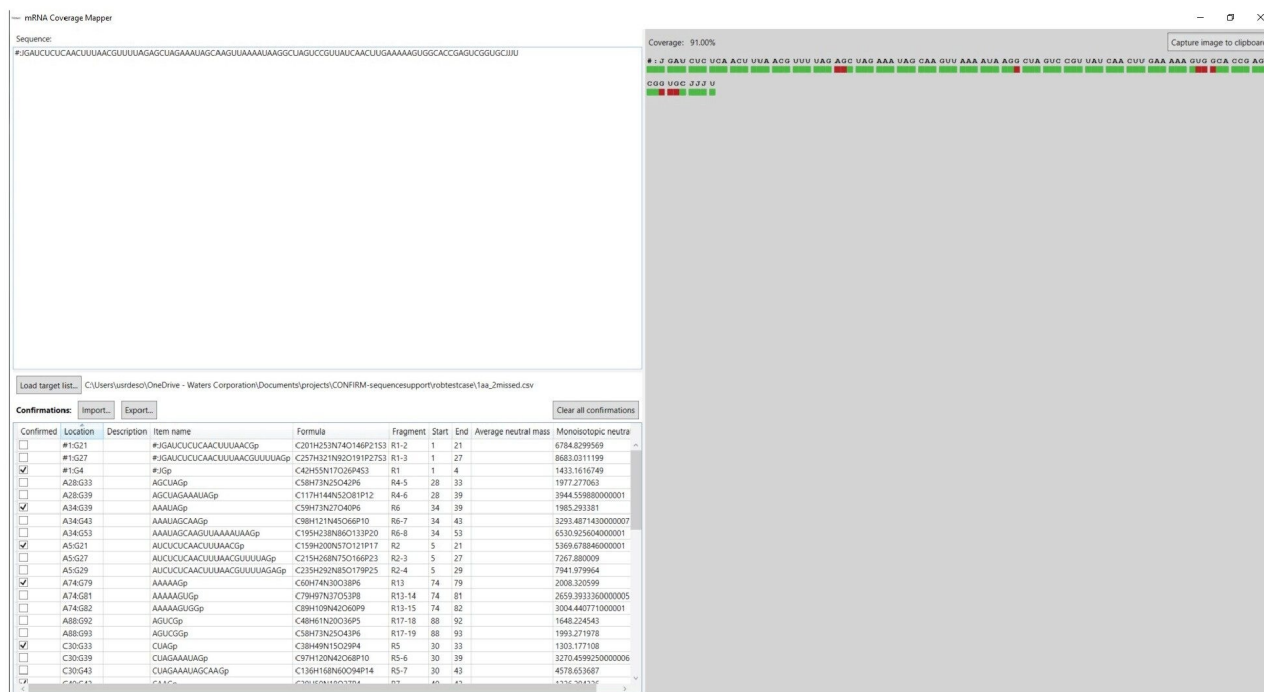 mRNA Coverage Mapper
Sequence:
#:JGAUCUCUCAACUUUAACGUUUUAGAGCUAGAAAUAGCAAGUUAAAAUAAGGCUAGUCCGUUAUCAACUUGAAAAAGUGGCACCGAGUCGGUGCJJJU
Coverage: 91.00%
Capture image to clipboard
#:J GAU CUC UCA ACU UUA ACG UUU UAG AGC UAG AAA UAG CAA GUU AAA AUA AGG CUA GUC CGU UAU CAA CUU GAA AAA GUG GCA CCG AG
CGG UGC JJJ U
Load target list... C:\Users\usrdeso\OneDrive - Waters Corporation\Documents\projects\CONFIRM-sequencesupport\robtestcase\1aa_2missed.csv
Confirmations: Import... Export... Clear all confirmations
Confirmed Location Description Item name Formula Fragment Start End Average neutral mass Monoisotopic neutra
#1:G21 #:JGAUCUCUCAACUUUAACGp C201H253N74O146P21S3 R1-2 1 21 6784.8299569
#1:G27 #:JGAUCUCUCAACUUUAACGUUUUAGp C257H321N92O191P27S3 R1-3 1 27 8683.0311199
#1:G4 #:JGp C42H55N17O26P4S3 R1 1 4 1433.1616749
A28:G33 AGCUAGp C58H73N25O42P6 R4-5 28 33 1977.277063
A28:G39 AGCUAGAAAUAGp C117H144N52O81P12 R4-6 28 39 3944.559880000001
A34:G39 AAAUAGp C59H73N27O40P6 R6 34 39 1985.293381
A34:G43 AAAUAGCAAGp C98H121N45O66P10 R6-7 34 43 3293.4871430000007
A34:G53 AAAUAGCAAGUUAAAAUAAGp C195H238N86O133P20 R6-8 34 53 6530.925604000001
A5:G21 AUCUCUCAACUUUAACGp C159H200N57O121P17 R2 5 21 5369.678846000001
A5:G27 AUCUCUCAACUUUAACGUUUUAGp C215H268N75O166P23 R2-3 5 27 7267.880009
A5:G29 AUCUCUCAACUUUAACGUUUUAGAGp C235H292N85O179P25 R2-4 5 29 7941.979964
A74:G79 AAAAAGp C60H74N30O38P6 R13 74 79 2008.320599
A74:G81 AAAAAGUGp C79H97N37O53P8 R13-14 74 81 2659.3933360000005
A74:G82 AAAAAGUGGp C89H109N42O60P9 R13-15 74 82 3004.440771000001
A88:G92 AGUCGp C48H61N20O36P5 R17-18 88 92 1648.224543
A88:G93 AGUCGGp C58H73N25O43P6 R17-19 88 93 1993.271978
C30:G33 CUAGp C38H49N15O29P4 R5 30 33 1303.177108
C30:G39 CUAGAAAUAGp C97H120N42O68P10 R5-6 30 39 3270.4599250000006
C30:G43 CUAGAAAUAGCAAGp C136H168N60O94P14 R5-7 30 43 4578.653687